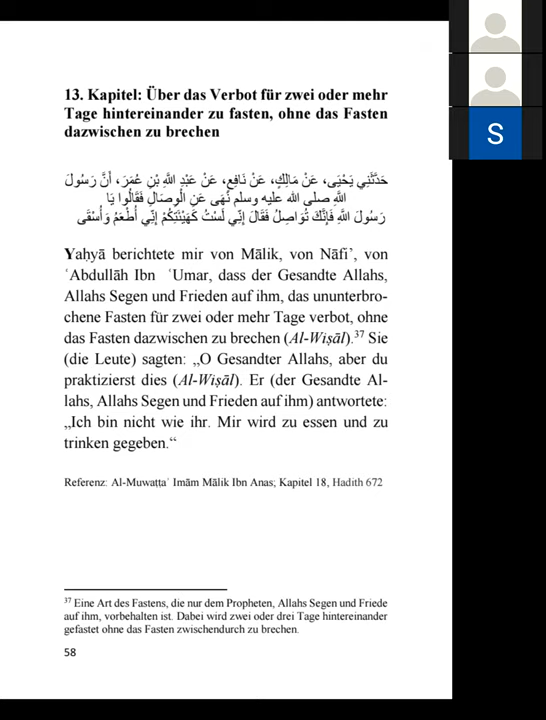 S
13. Kapitel: Über das Verbot für zwei oder mehr
Tage hintereinander zu fasten, ohne das Fasten
dazwischen zu brechen
حَدَّثَنِي يَحْيَى، عَنْ مَالِكٍ، عَنْ نَافِعٍ، عَنْ عَبْدِ اللَّهِ بْنِ عُمَرَ، أَنَّ رَسُولَ
اللَّهِ صلى الله عليه وسلم نَهَى عَنِ الْوِصَالِ فَقَالُوا يَا
رَسُولَ اللَّهِ فَإِنَّكَ تُوَاصِلُ فَقَالَ إِنِّي لَسْتُ كَهَيْئَتِكُمْ إِنِّي أُطْعَمُ وَأُسْقَى
Yaḥyā berichtete mir von Mālik, von Nāfiʿ, von
ʿAbdullāh Ibn ʿUmar, dass der Gesandte Allahs,
Allahs Segen und Frieden auf ihm, das ununterbro-
chene Fasten für zwei oder mehr Tage verbot, ohne
das Fasten dazwischen zu brechen (Al-Wiṣāl).³⁷ Sie
(die Leute) sagten: „O Gesandter Allahs, aber du
praktizierst dies (Al-Wiṣāl). Er (der Gesandte Al-
lahs, Allahs Segen und Frieden auf ihm) antwortete:
„Ich bin nicht wie ihr. Mir wird zu essen und zu
trinken gegeben.“
Referenz: Al-Muwaṭṭaʾ Imām Mālik Ibn Anas; Kapitel 18, Hadith 672
³⁷ Eine Art des Fastens, die nur dem Propheten, Allahs Segen und Friede
auf ihm, vorbehalten ist. Dabei wird zwei oder drei Tage hintereinander
gefastet ohne das Fasten zwischendurch zu brechen.
58